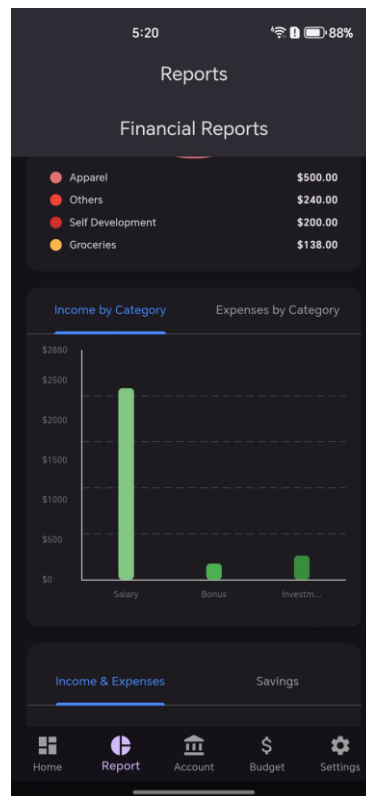 5:20 88%
Reports
Financial Reports
Apparel $500.00
Others $240.00
Self Development $200.00
Groceries $138.00
Income by Category Expenses by Category
$2880
$2500
$2000
$1500
$1000
$500
$0
Salary Bonus Investm...
Income & Expenses Savings
Home Report Account Budget Settings